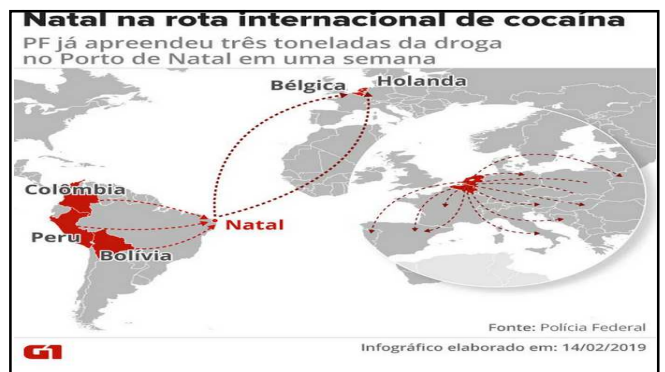 Natal na rota internacional de cocaína
PF já apreendeu três toneladas da droga
no Porto de Natal em uma semana
Bélgica
Holanda
Colômbia
Natal
Peru
Bolívia
Fonte: Polícia Federal
G1
Infográfico elaborado em: 14/02/2019